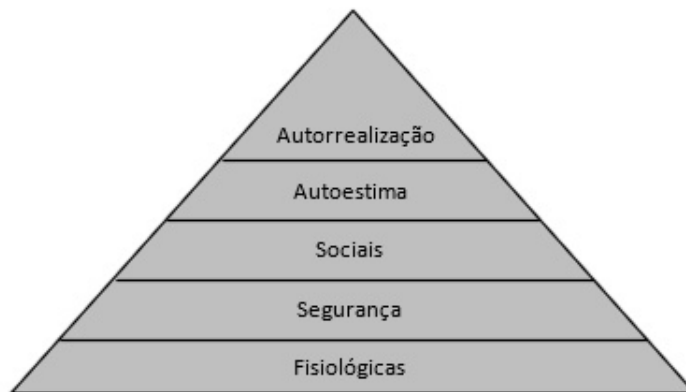 Autorrealização
Autoestima
Sociais
Segurança
Fisiológicas